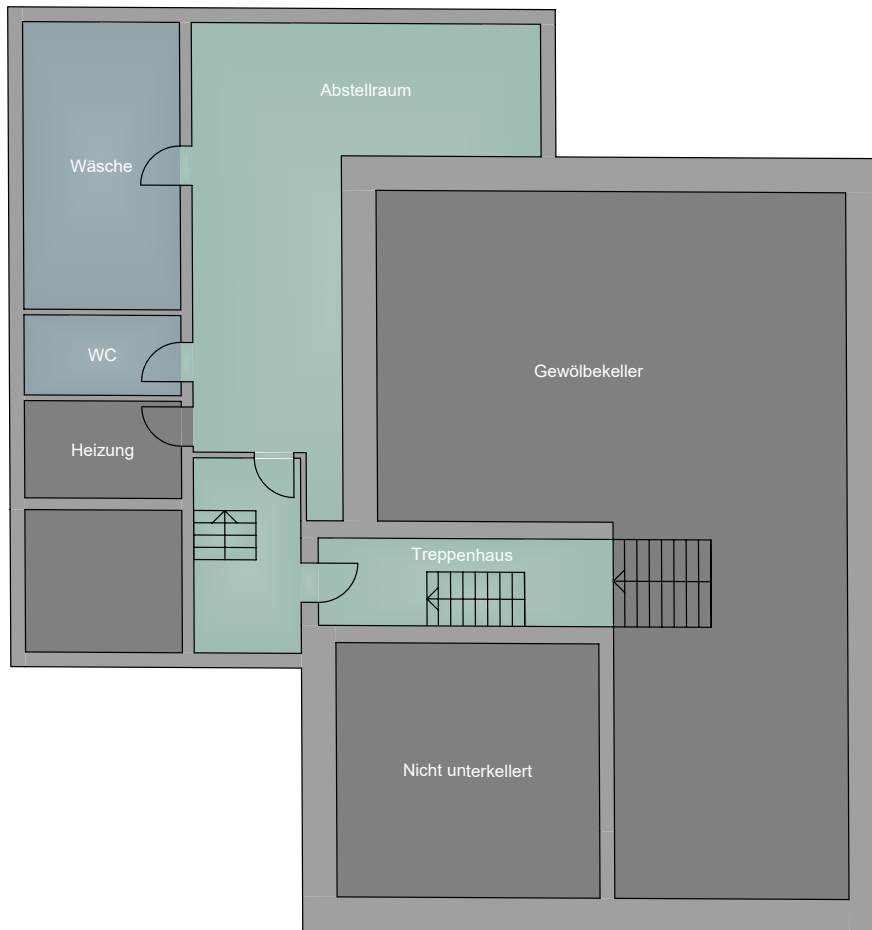 Abstellraum
Wäsche
WC
Gewölbekeller
Heizung
Treppenhaus
Nicht unterkellert